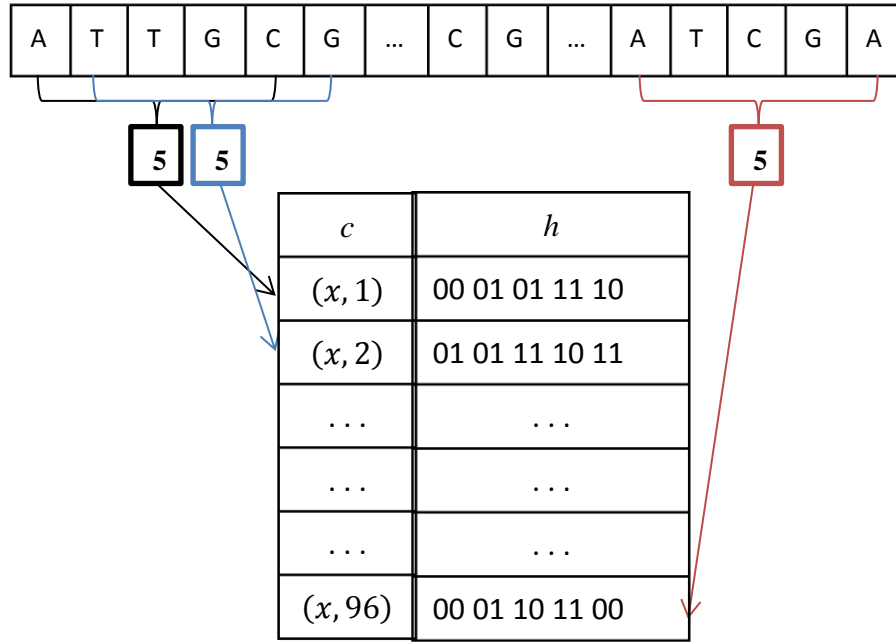 A T T G C G ... C G ... A T C G A
5 5 5
c h
(x, 1) 00 01 01 11 10
(x, 2) 01 01 11 10 11
. . . . . .
. . . . . .
. . . . . .
(x, 96) 00 01 10 11 00